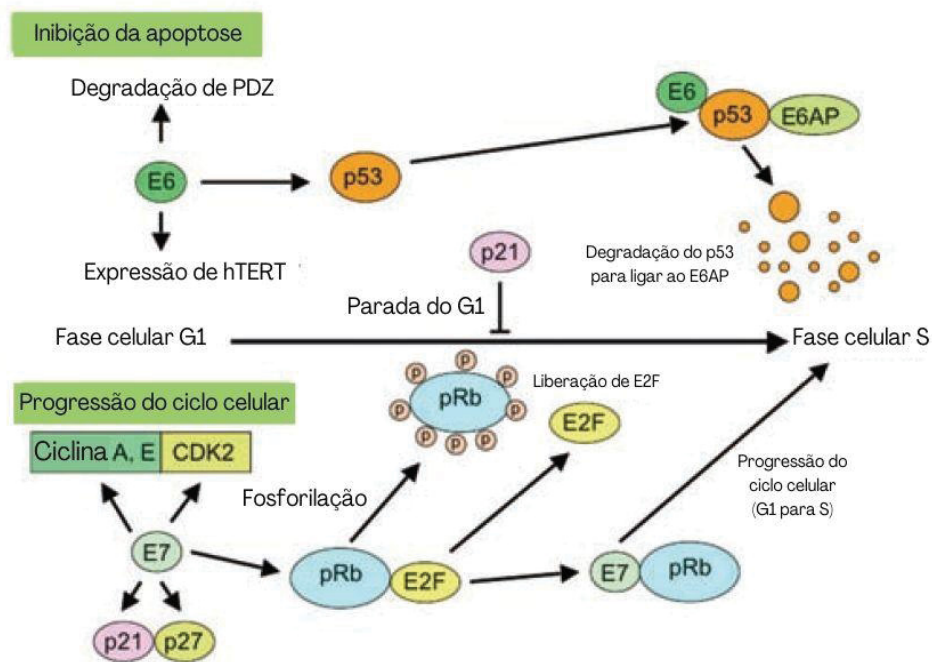 Inibição da apoptose
Degradação de PDZ
E6
p53
E6
p53
E6AP
Expressão de hTERT
p21
Degradação do p53
para ligar ao E6AP
Parada do G1
Fase celular G1
Fase celular S
Progressão do ciclo celular
P
P
P
P
P
P
P
P
P
pRb
Liberação de E2F
E2F
Ciclina A, E
CDK2
Fosforilação
Progressão do
ciclo celular
(G1 para S)
E7
pRb
E2F
E7
pRb
p21
p27